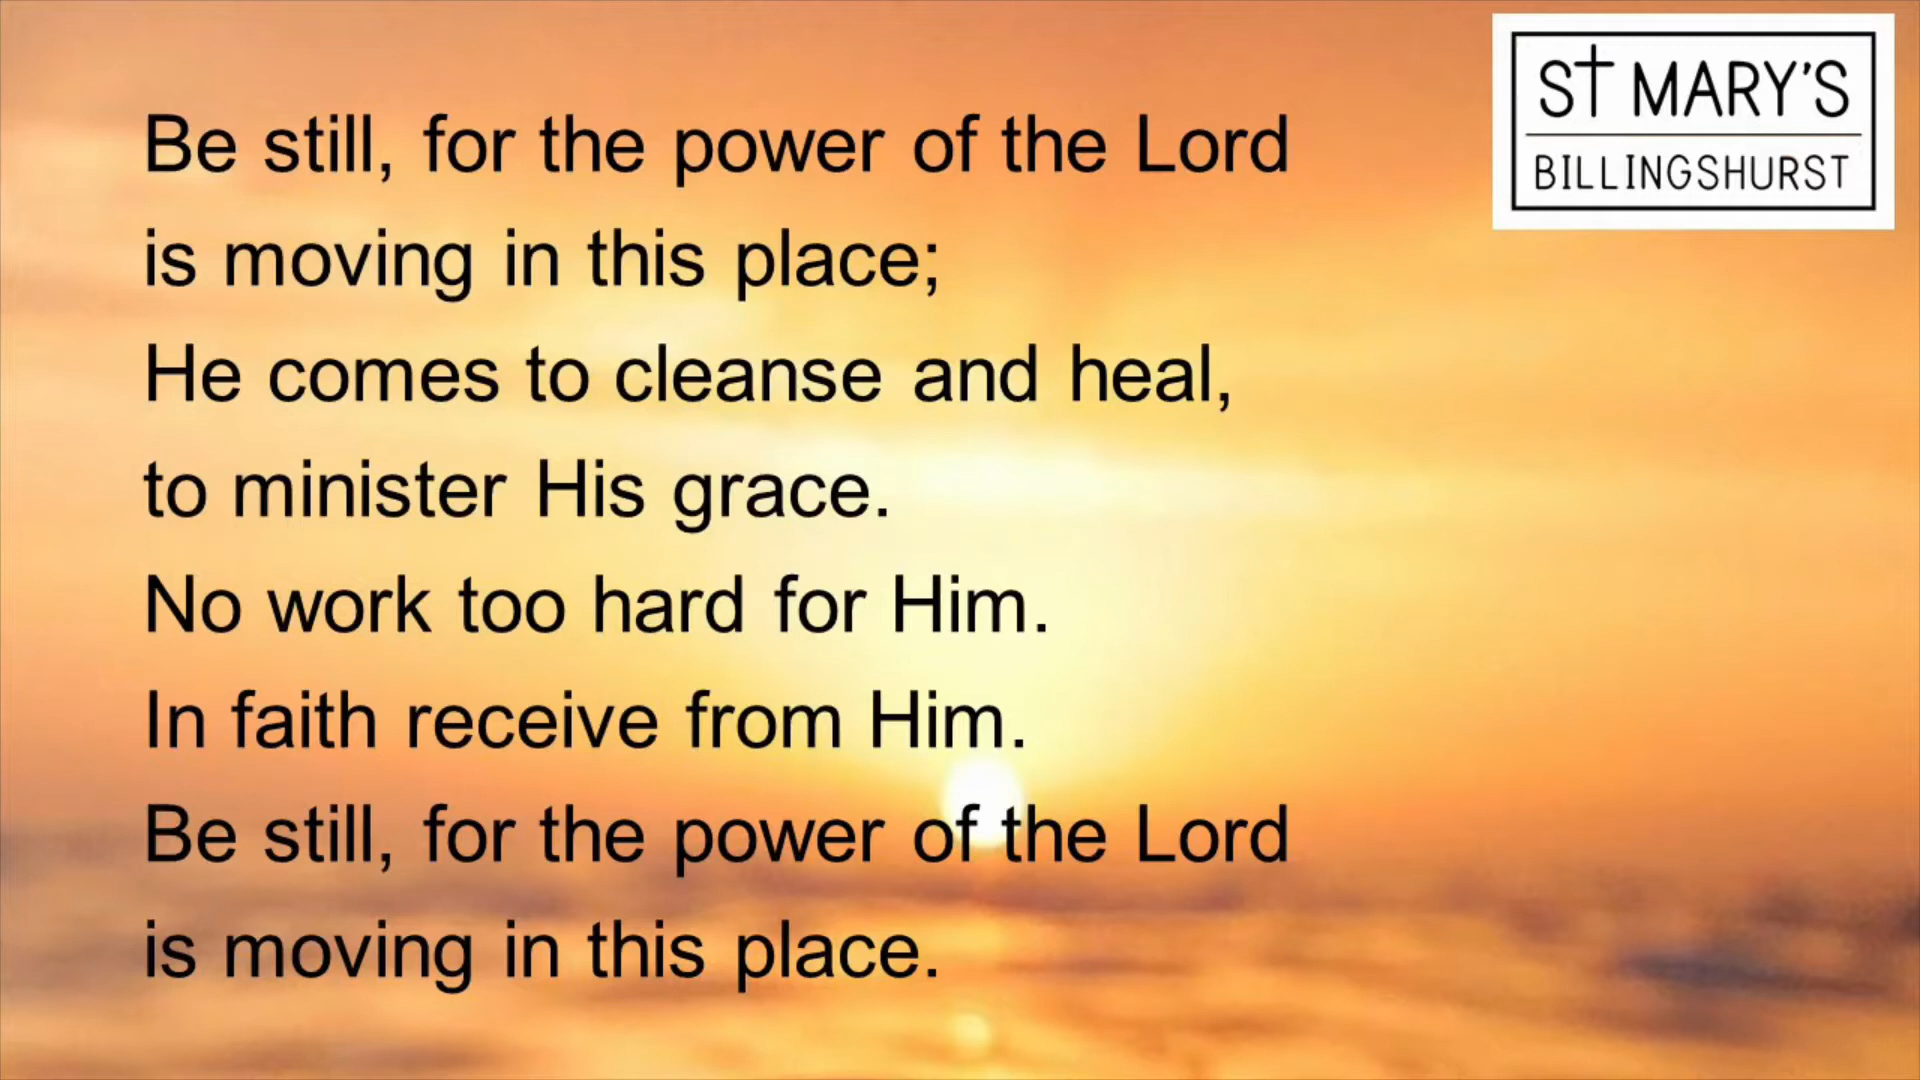 Be still, for the power of the Lord
is moving in this place;
He comes to cleanse and heal,
to minister His grace.
No work too hard for Him.
In faith receive from Him.
Be still, for the power of the Lord
is moving in this place.
ST MARY'S
BILLINGSHURST